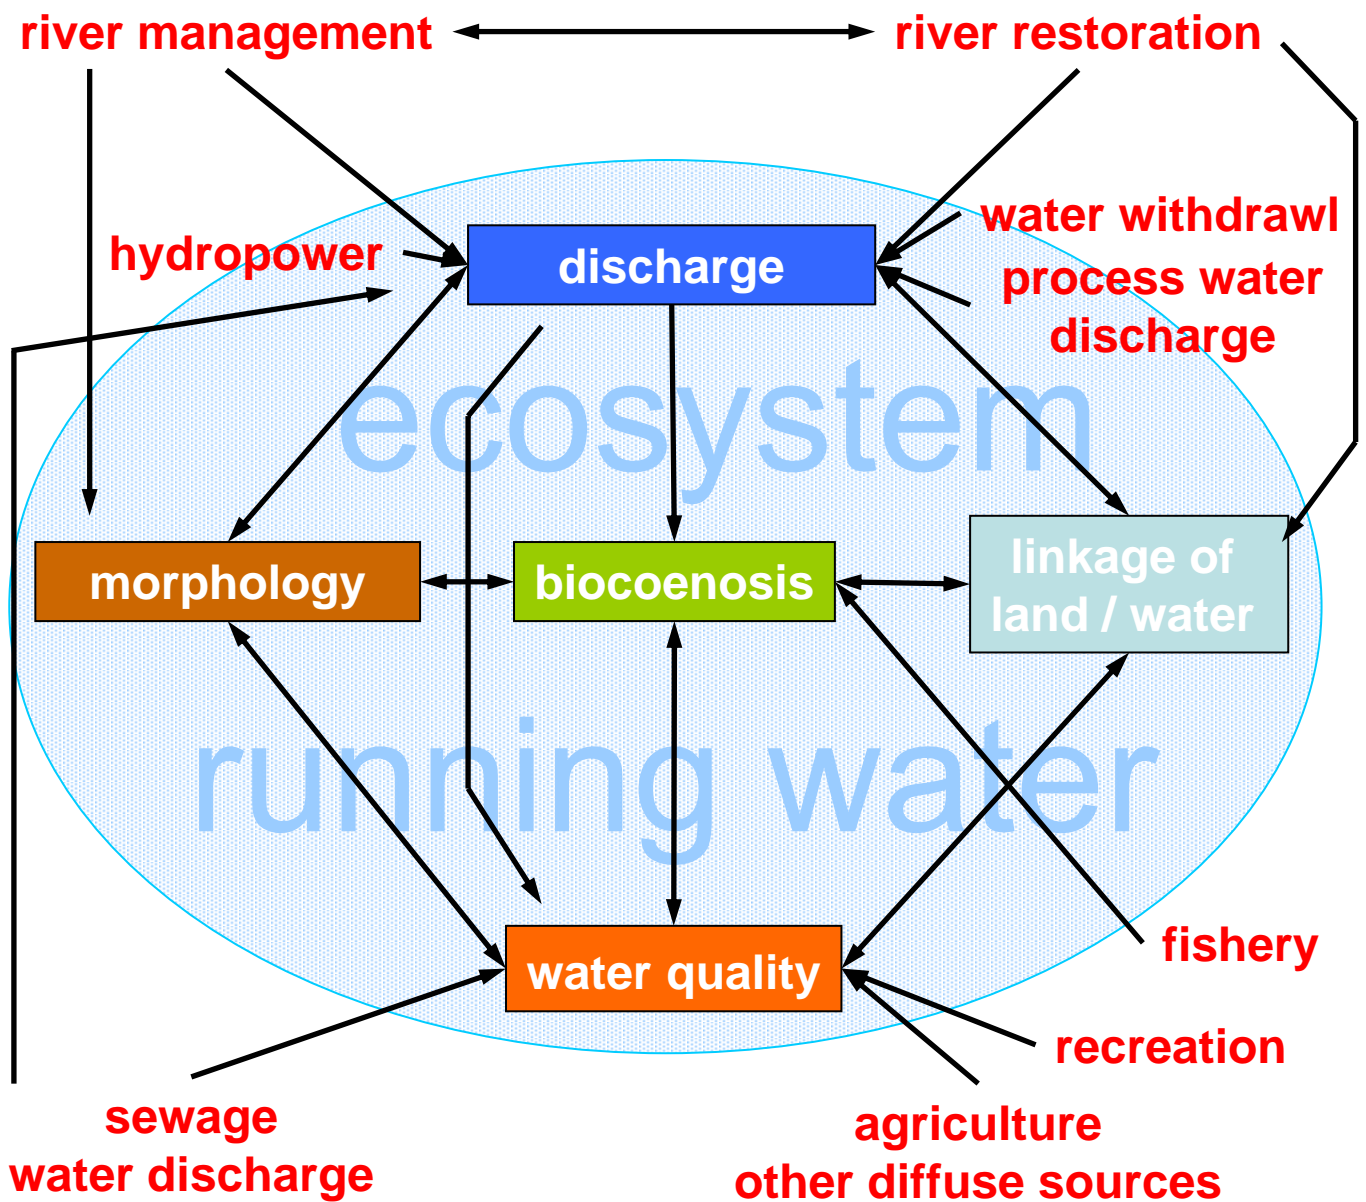 river management
river restoration
water withdrawl
hydropower
discharge
process water
discharge
ecosystem
morphology
biocoenosis
linkage of
land / water
running water
fishery
water quality
recreation
sewage
water discharge
agriculture
other diffuse sources